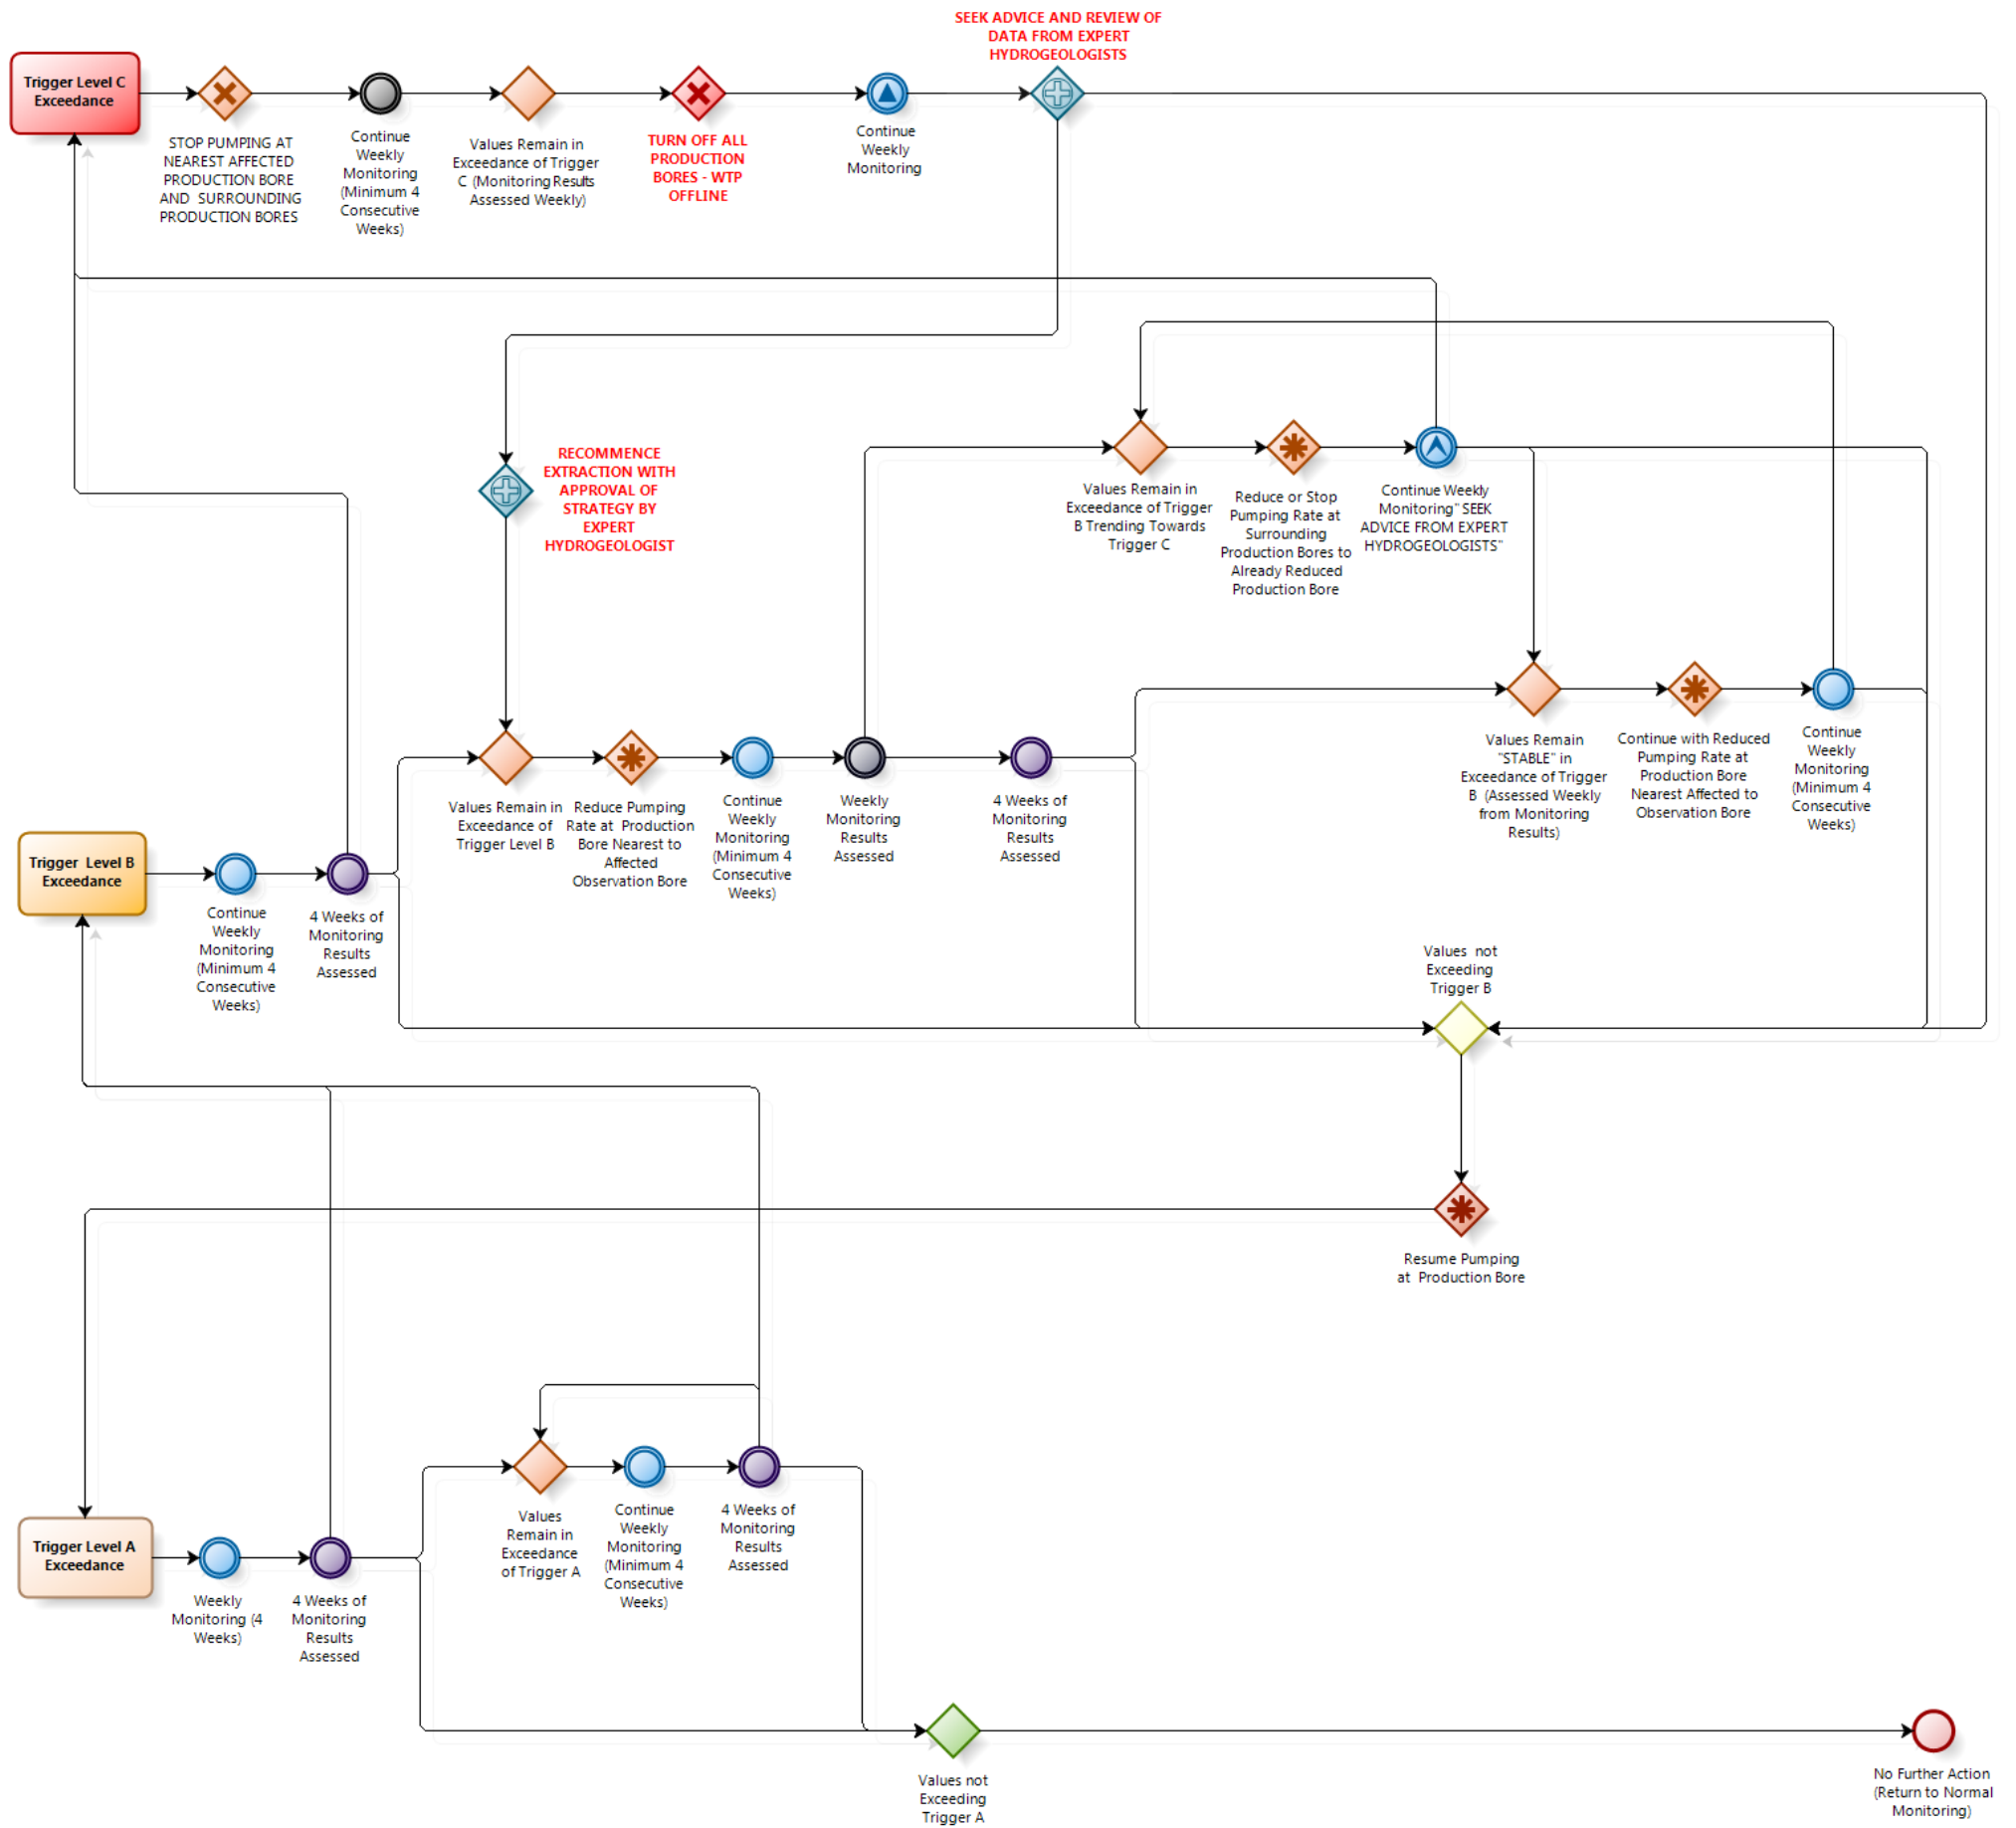 SEEK ADVICE AND REVIEW OF
DATA FROM EXPERT
HYDROGEOLOGISTS
Trigger Level C
Exceedance
STOP PUMPING AT
NEAREST AFFECTED
PRODUCTION BORE
AND SURROUNDING
PRODUCTION BORES
Continue
Weekly
Monitoring
(Minimum 4
Consecutive
Weeks)
Values Remain in
Exceedance of Trigger
C (Monitoring Results
Assessed Weekly)
TURN OFF ALL
PRODUCTION
BORES - WTP
OFFLINE
Continue
Weekly
Monitoring
RECOMMENCE
EXTRACTION WITH
APPROVAL OF
STRATEGY BY
EXPERT
HYDROGEOLOGIST
Values Remain in
Exceedance of Trigger
B Trending Towards
Trigger C
Reduce or Stop
Pumping Rate at
Surrounding
Production Bores to
Already Reduced
Production Bore
Continue Weekly
Monitoring" SEEK
ADVICE FROM EXPERT
HYDROGEOLOGISTS"
Values Remain
"STABLE" in
Exceedance of Trigger
B (Assessed Weekly
from Monitoring
Results)
Continue with Reduced
Pumping Rate at
Production Bore
Nearest Affected to
Observation Bore
Continue
Weekly
Monitoring
(Minimum 4
Consecutive
Weeks)
Values Remain in
Exceedance of
Trigger Level B
Reduce Pumping
Rate at Production
Bore Nearest to
Affected
Observation Bore
Continue
Weekly
Monitoring
(Minimum 4
Consecutive
Weeks)
Weekly
Monitoring
Results
Assessed
4 Weeks of
Monitoring
Results
Assessed
Trigger Level B
Exceedance
Continue
Weekly
Monitoring
(Minimum 4
Consecutive
Weeks)
4 Weeks of
Monitoring
Results
Assessed
Values not
Exceeding
Trigger B
Resume Pumping
at Production Bore
Trigger Level A
Exceedance
Weekly
Monitoring (4
Weeks)
4 Weeks of
Monitoring
Results
Assessed
Values
Remain in
Exceedance
of Trigger A
Continue
Weekly
Monitoring
(Minimum 4
Consecutive
Weeks)
4 Weeks of
Monitoring
Results
Assessed
Values not
Exceeding
Trigger A
No Further Action
(Return to Normal
Monitoring)